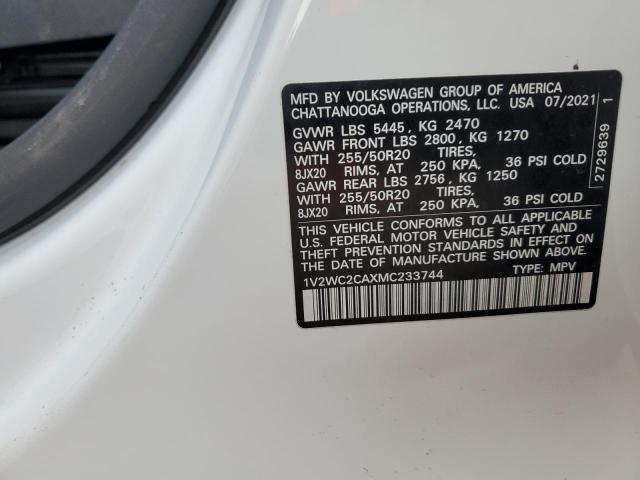 MFD BY VOLKSWAGEN GROUP OF AMERICA
CHATTANOOGA OPERATIONS, LLC. USA 07/2021
GVWR LBS 5445, KG 2470
GAWR FRONT LBS 2800, KG 1270
WITH 255/50R20 TIRES,
8JX20 RIMS, AT 250 KPA, 36 PSI COLD
GAWR REAR LBS 2756, KG 1250
WITH 255/50R20 TIRES,
8JX20 RIMS, AT 250 KPA, 36 PSI COLD
THIS VEHICLE CONFORMS TO ALL APPLICABLE
U.S. FEDERAL MOTOR VEHICLE SAFETY AND
THEFT PREVENTION STANDARDS IN EFFECT ON
THE DATE OF MANUFACTURE SHOWN ABOVE.
1V2WC2CAXMC233744 TYPE: MPV
2729639 1